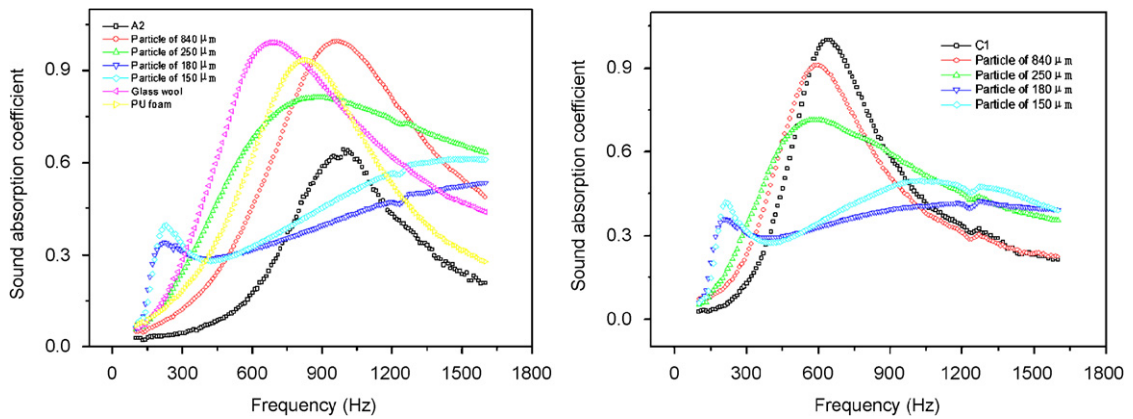 A2
Particle of 840 μm
Particle of 250 μm
Particle of 180 μm
Particle of 150 μm
Glass wool
PU foam
Sound absorption coefficient
0.9
0.6
0.3
0.0
0 300 600 900 1200 1500 1800
Frequency (Hz)
C1
Particle of 840 μm
Particle of 250 μm
Particle of 180 μm
Particle of 150 μm
Sound absorption coefficient
0.9
0.6
0.3
0.0
0 300 600 900 1200 1500 1800
Frequency (Hz)